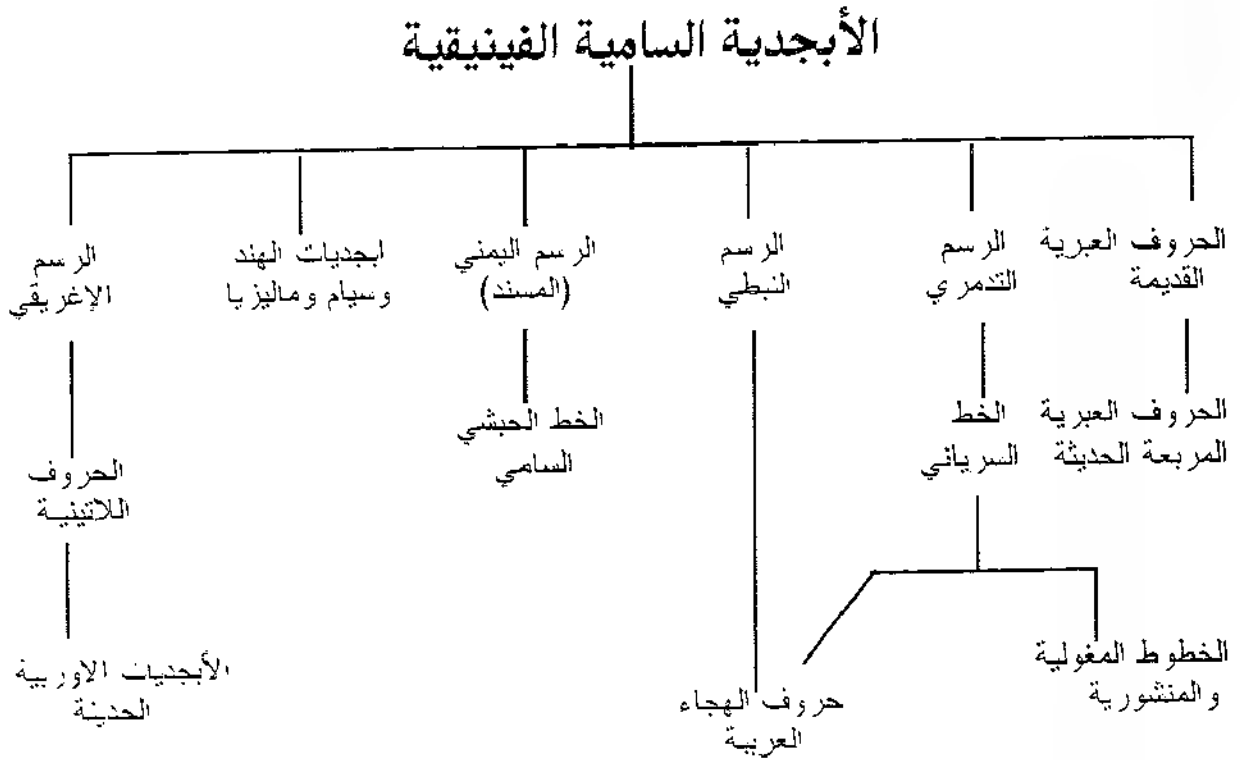 الأبجدية السامية الفينيقية
الحروف العبرية
القديمة
الرسم
التدمري
الرسم
النبطي
الرسم اليمني
(المسند)
ابجديات الهند
وسيام وماليزيا
الرسم
الإغريقي
الحروف العبرية
المربعة الحديثة
الخط
السرياني
الخط الحبشي
السامي
الحروف
اللاتينية
الخطوط المغولية
والمنشورية
حروف الهجاء
العربية
الأبجديات الاوربية
الحديثة